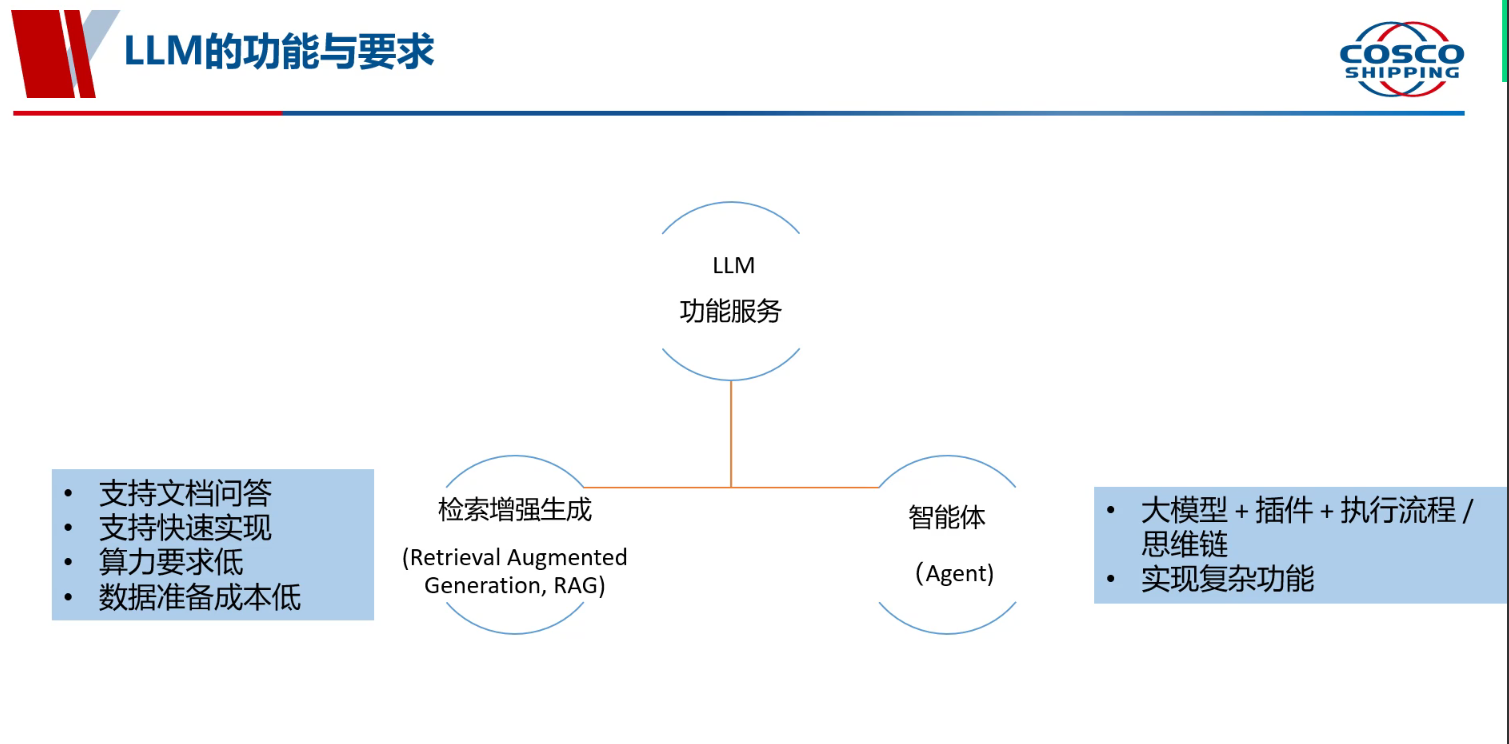 LLM的功能与要求
COSCO
SHIPPING
LLM
功能服务
• 支持文档问答
• 支持快速实现
• 算力要求低
• 数据准备成本低
检索增强生成
(Retrieval Augmented
Generation, RAG)
智能体
（Agent)
• 大模型 + 插件 + 执行流程 /
思维链
• 实现复杂功能